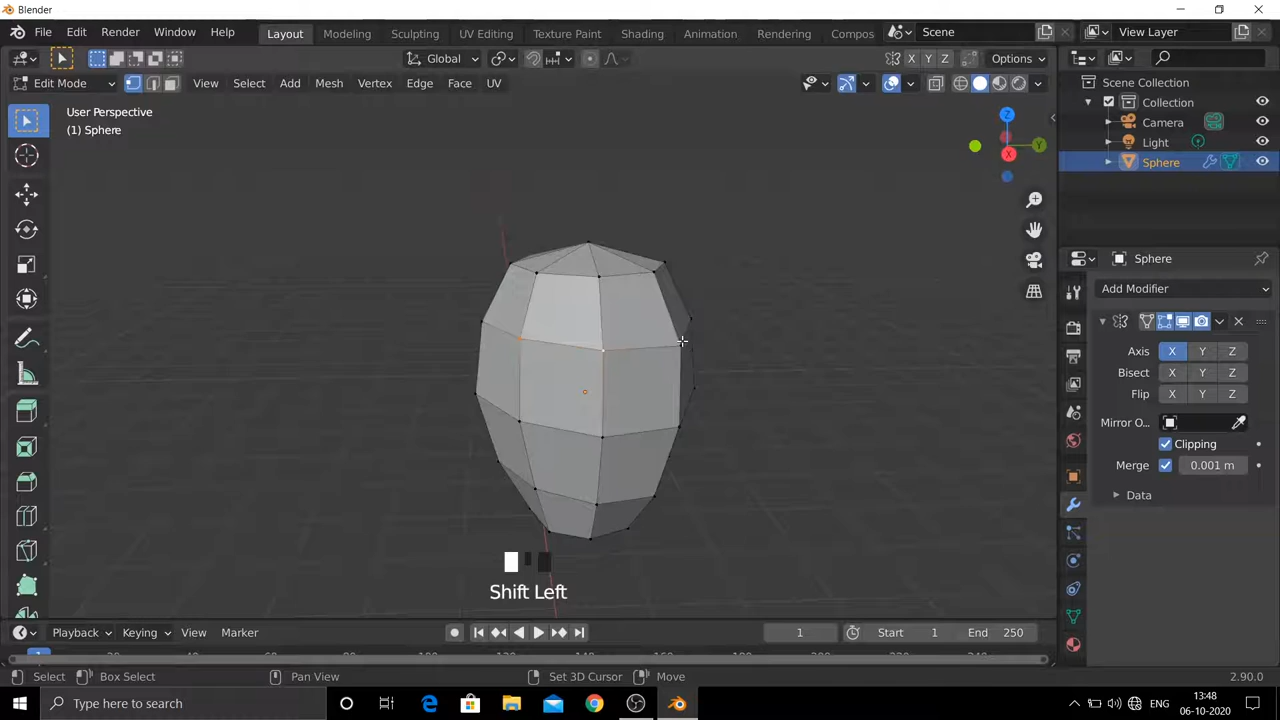 Blender
File Edit Render Window Help Layout Modeling Sculpting UV Editing Texture Paint Shading Animation Rendering Compos Scene View Layer
Global X Y Z Options
Edit Mode View Select Add Mesh Vertex Edge Face UV
Scene Collection
Collection
Camera
Light
Sphere
User Perspective
(1) Sphere
Z
Y
X
Sphere
Add Modifier
Axis X Y Z
Bisect X Y Z
Flip X Y Z
Mirror O...
Clipping
Merge 0.001 m
Data
Shift Left
Playback Keying View Marker 1 Start 1 End 250
Select Box Select Pan View Set 3D Cursor Move 2.90.0
Type here to search
ENG
13:48
06-10-2020